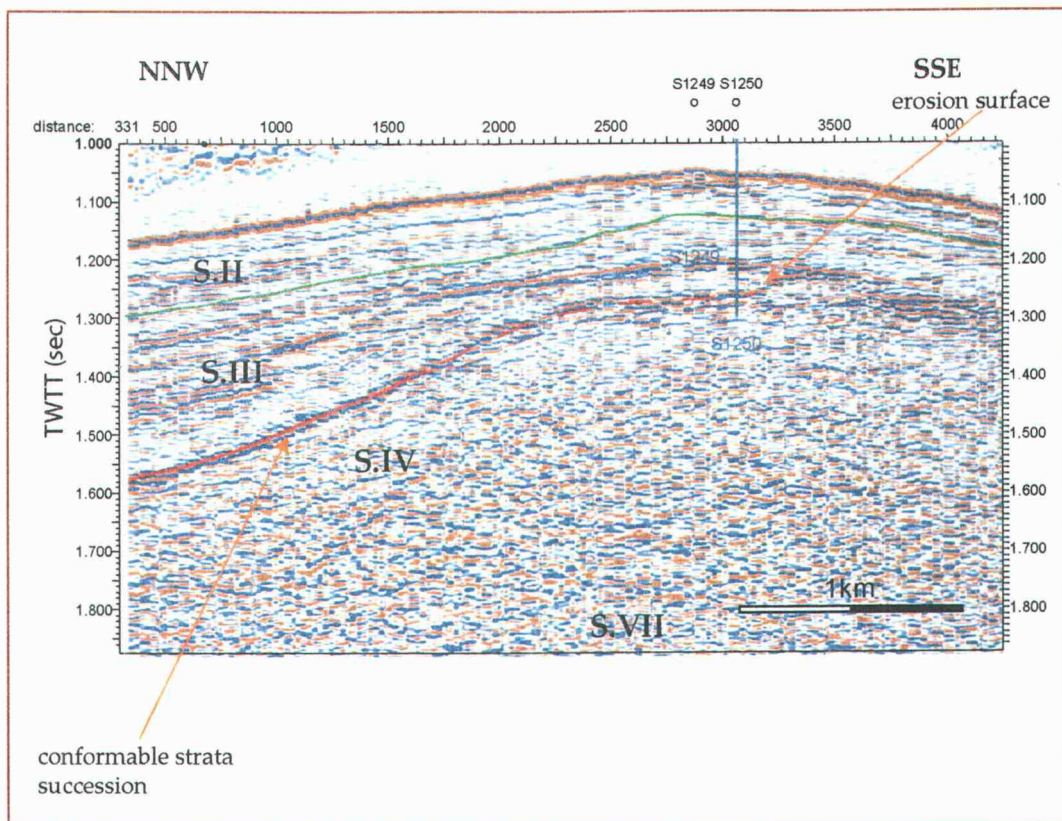 NNW
SSE
S1249 S1250
erosion surface
distance: 331 500 1000 1500 2000 2500 3000 3500 4000
1.000
1.100 1.100
1.200 1.200
1.300 1.300
1.400 1.400
1.500 1.500
1.600 1.600
1.700 1.700
1.800 1.800
TWTT (sec)
S.II
S1249
S1250
S.III
S.IV
1km
S.VII
conformable strata
succession